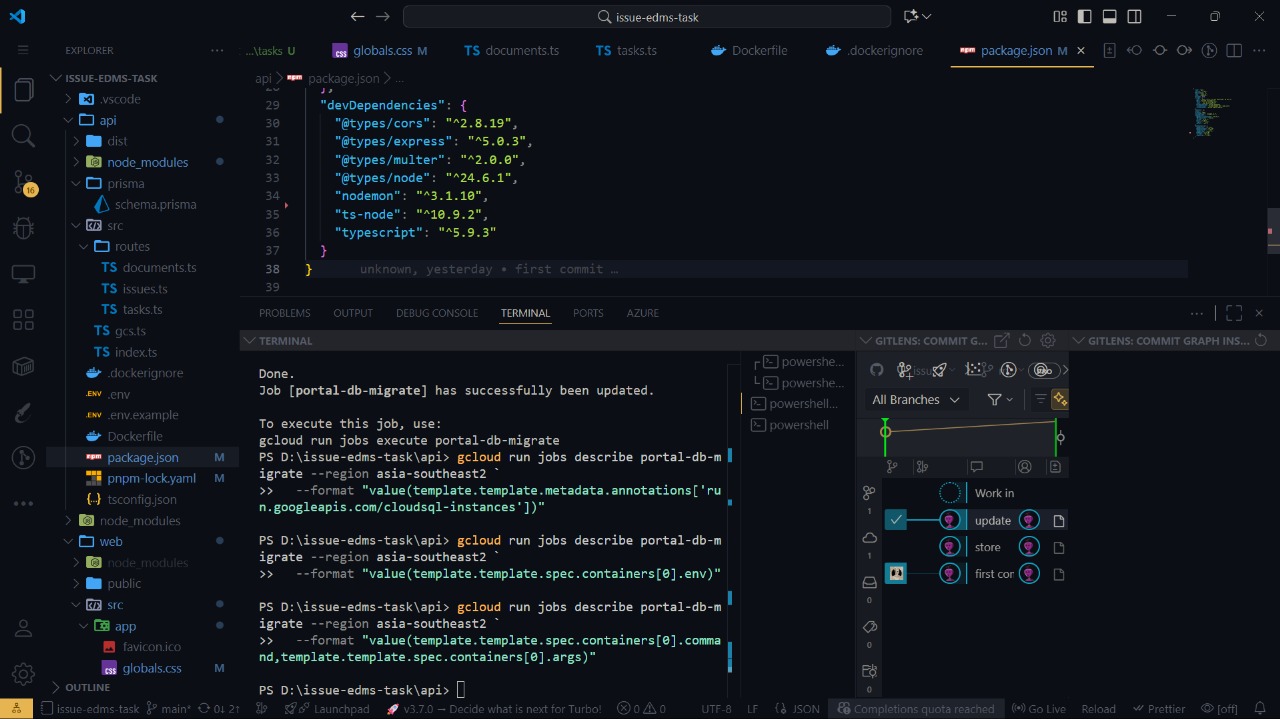 issue-edms-task
EXPLORER
...\tasks U
globals.css M
documents.ts
tasks.ts
Dockerfile
.dockerignore
package.json M
ISSUE-EDMS-TASK
.vscode
api
dist
node_modules
prisma
schema.prisma
src
routes
documents.ts
issues.ts
tasks.ts
gcs.ts
index.ts
.dockerignore
.env
.env.example
Dockerfile
package.json M
pnpm-lock.yaml M
tsconfig.json
node_modules
web
node_modules
public
src
app
favicon.ico
globals.css M
OUTLINE
16
api > package.json > ...
29 "devDependencies": {
30 "@types/cors": "^2.8.19",
31 "@types/express": "^5.0.3",
32 "@types/multer": "^2.0.0",
33 "@types/node": "^24.6.1",
34 "nodemon": "^3.1.10",
35 "ts-node": "^10.9.2",
36 "typescript": "^5.9.3"
37 }
38 } unknown, yesterday • first commit …
39
PROBLEMS OUTPUT DEBUG CONSOLE TERMINAL PORTS AZURE
TERMINAL
Done.
Job [portal-db-migrate] has successfully been updated.
To execute this job, use:
gcloud run jobs execute portal-db-migrate
PS D:\issue-edms-task\api> gcloud run jobs describe portal-db-m
igrate --region asia-southeast2 `
>> --format "value(template.template.metadata.annotations['ru
n.googleapis.com/cloudsql-instances'])"
PS D:\issue-edms-task\api> gcloud run jobs describe portal-db-m
igrate --region asia-southeast2 `
>> --format "value(template.template.spec.containers[0].env)"
PS D:\issue-edms-task\api> gcloud run jobs describe portal-db-m
igrate --region asia-southeast2 `
>> --format "value(template.template.spec.containers[0].comma
nd,template.template.spec.containers[0].args)"
PS D:\issue-edms-task\api>
powershe...
powershe...
powershell...
powershell
GITLENS: COMMIT G...
GITLENS: COMMIT GRAPH INS...
PRO
All Branches
Work in
update
store
first cor
1
1
0
0
0
issue-edms-task main* 0↓ 2↑ Launchpad v3.7.0 — Decide what is next for Turbo! 0 0 UTF-8 LF {} JSON Completions quota reached Go Live Reload Prettier [off]